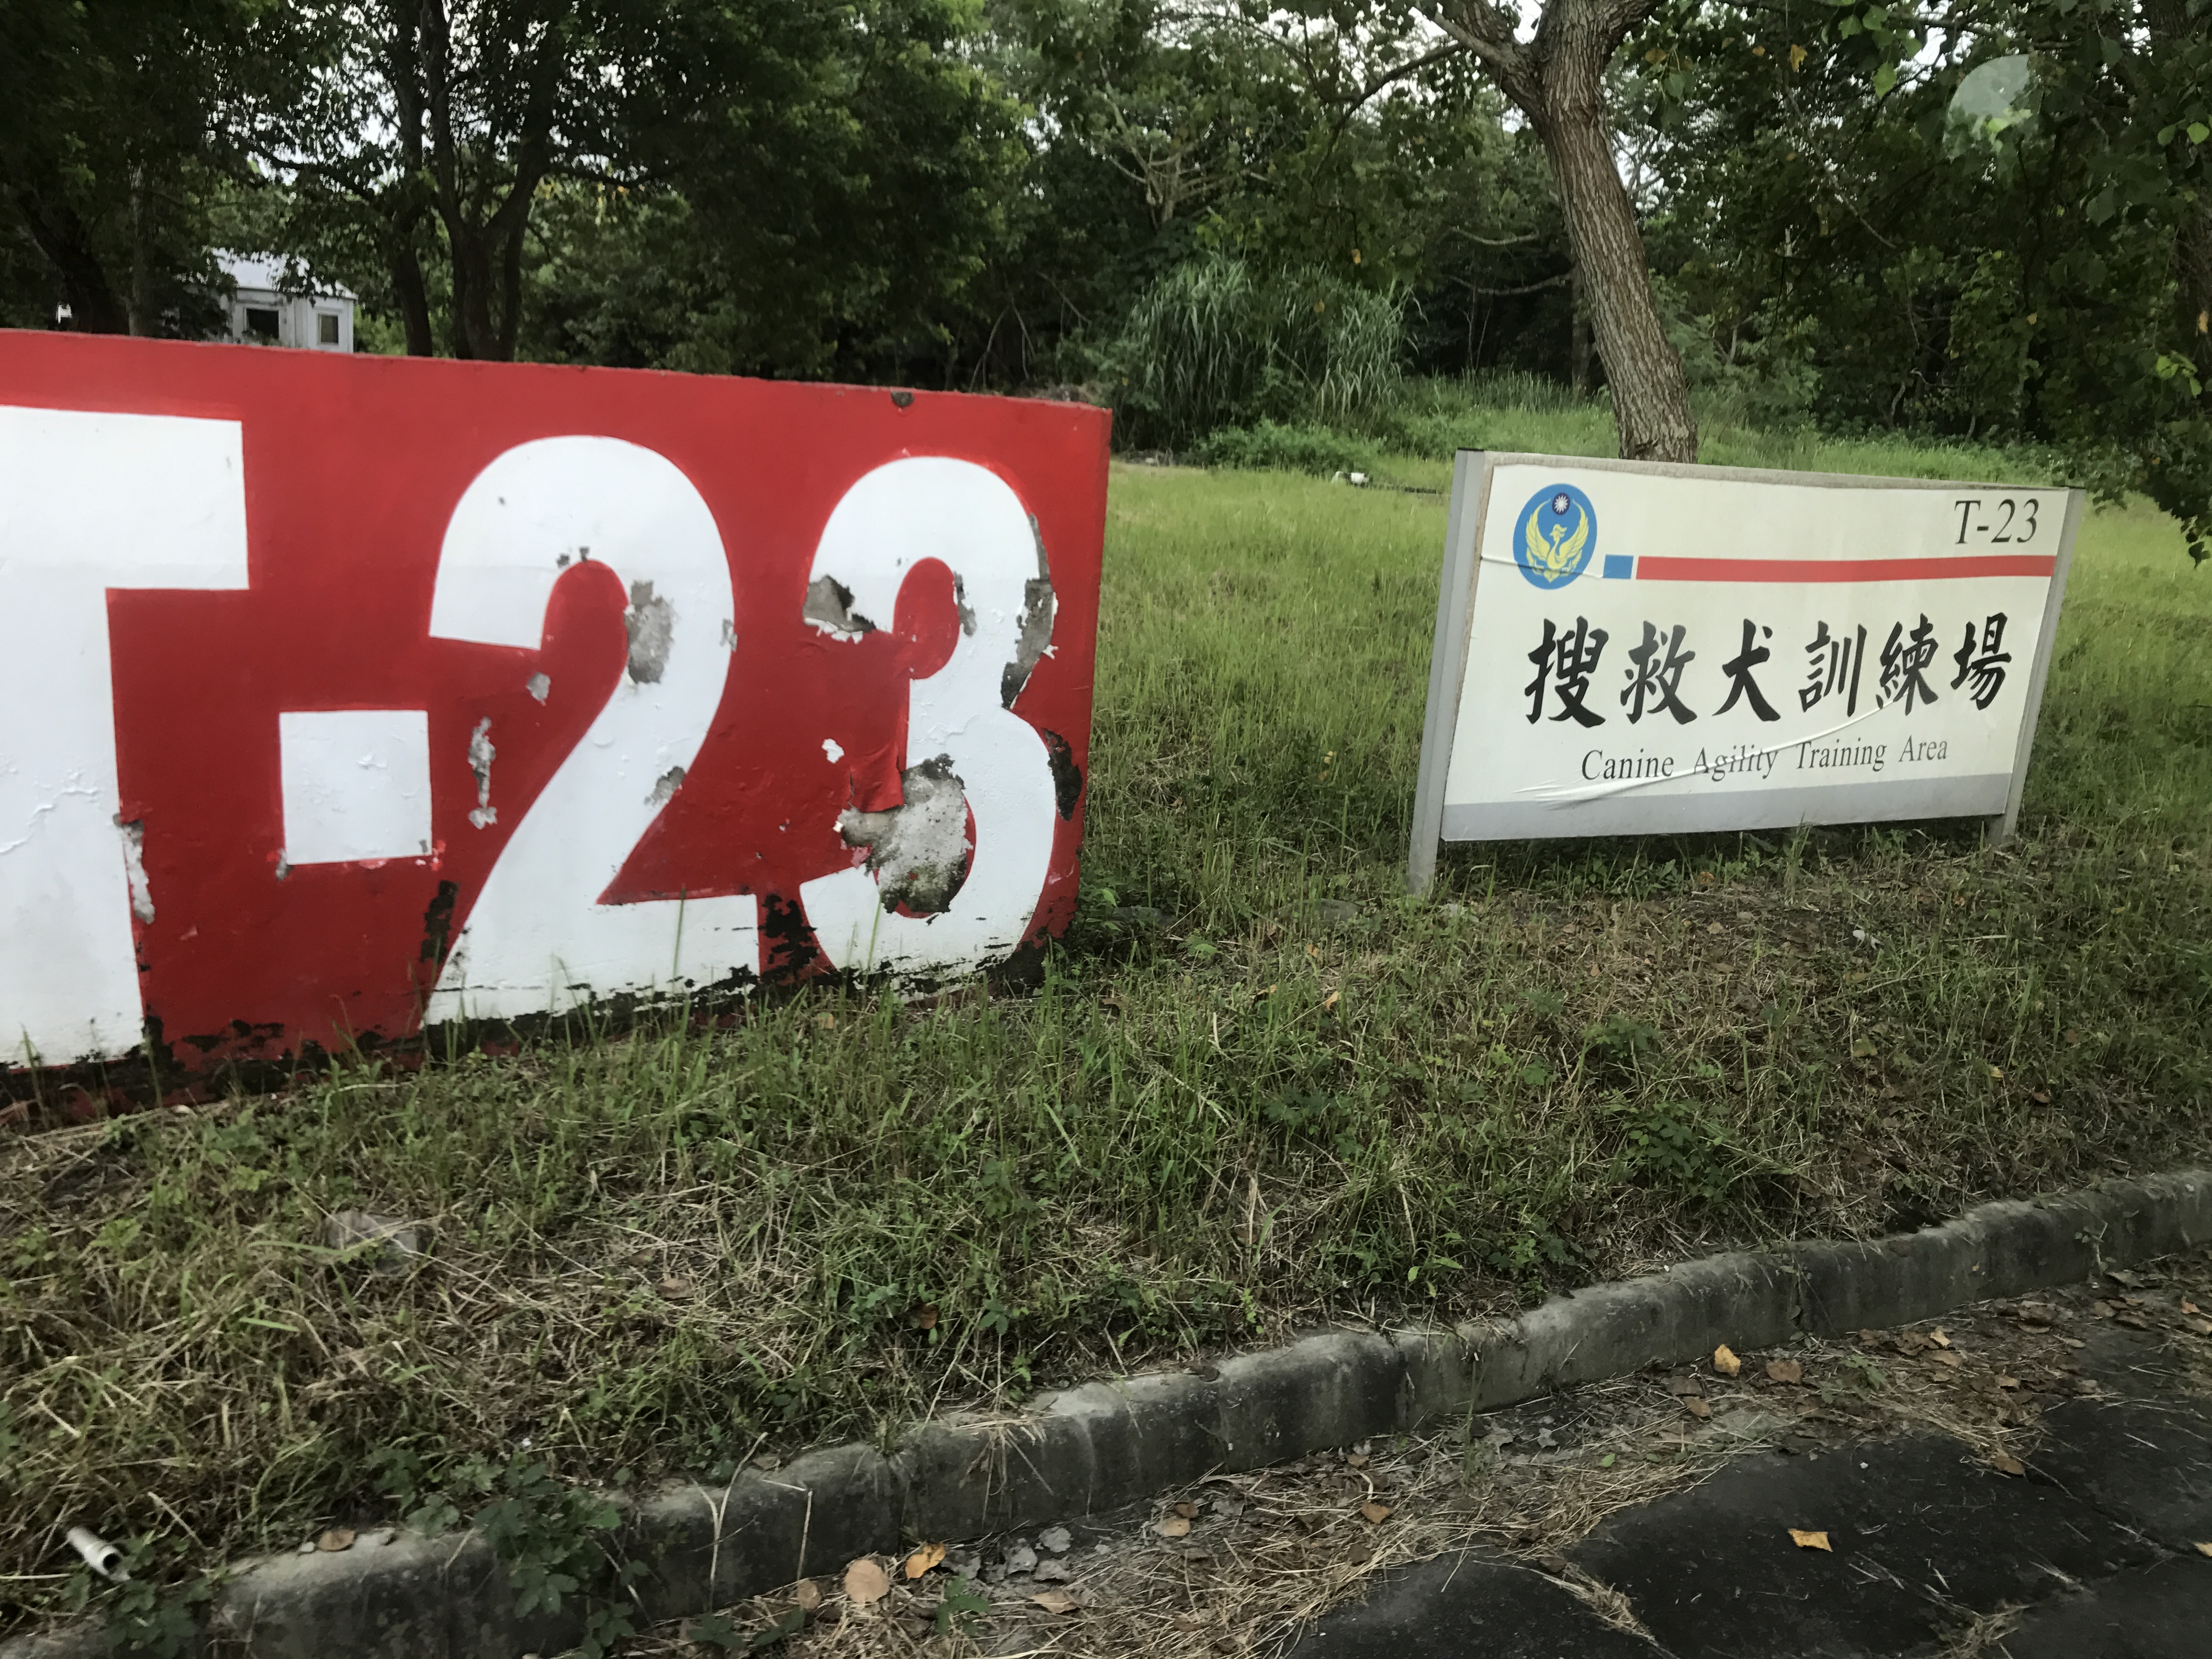 T-23
T-23
搜救犬訓練場
Canine Agility Training Area